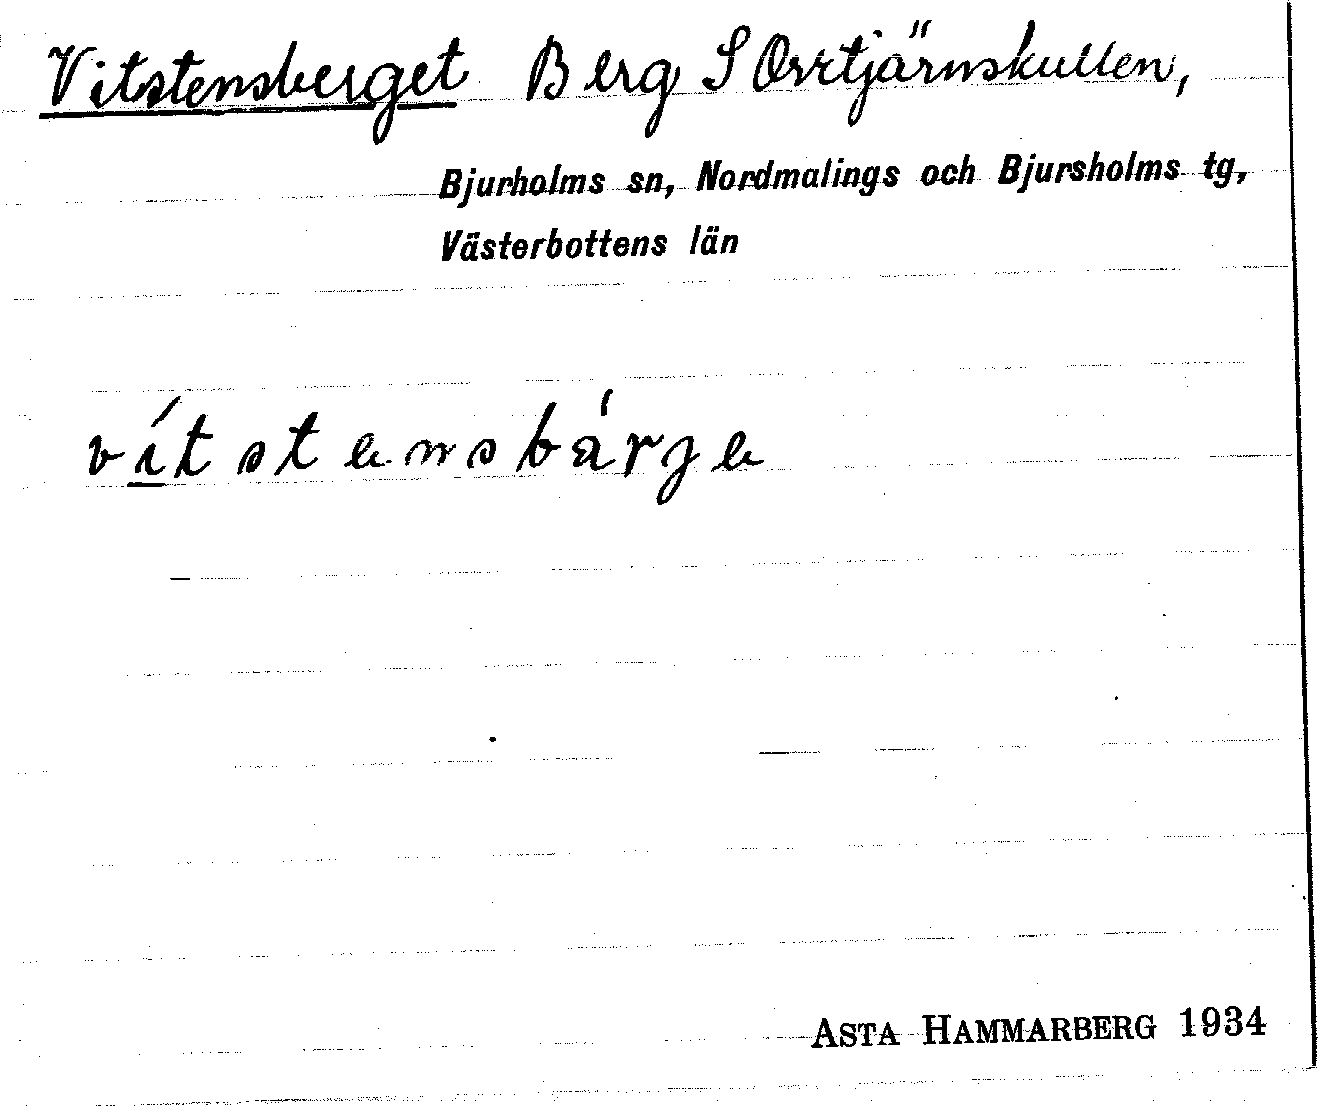 Vitstensberget Berg S Orrtjärnskullen,
Bjurholms sn, Nordmalings och Bjursholms tg,
Västerbottens län
vítstensbárge
ASTA HAMMARBERG 1934